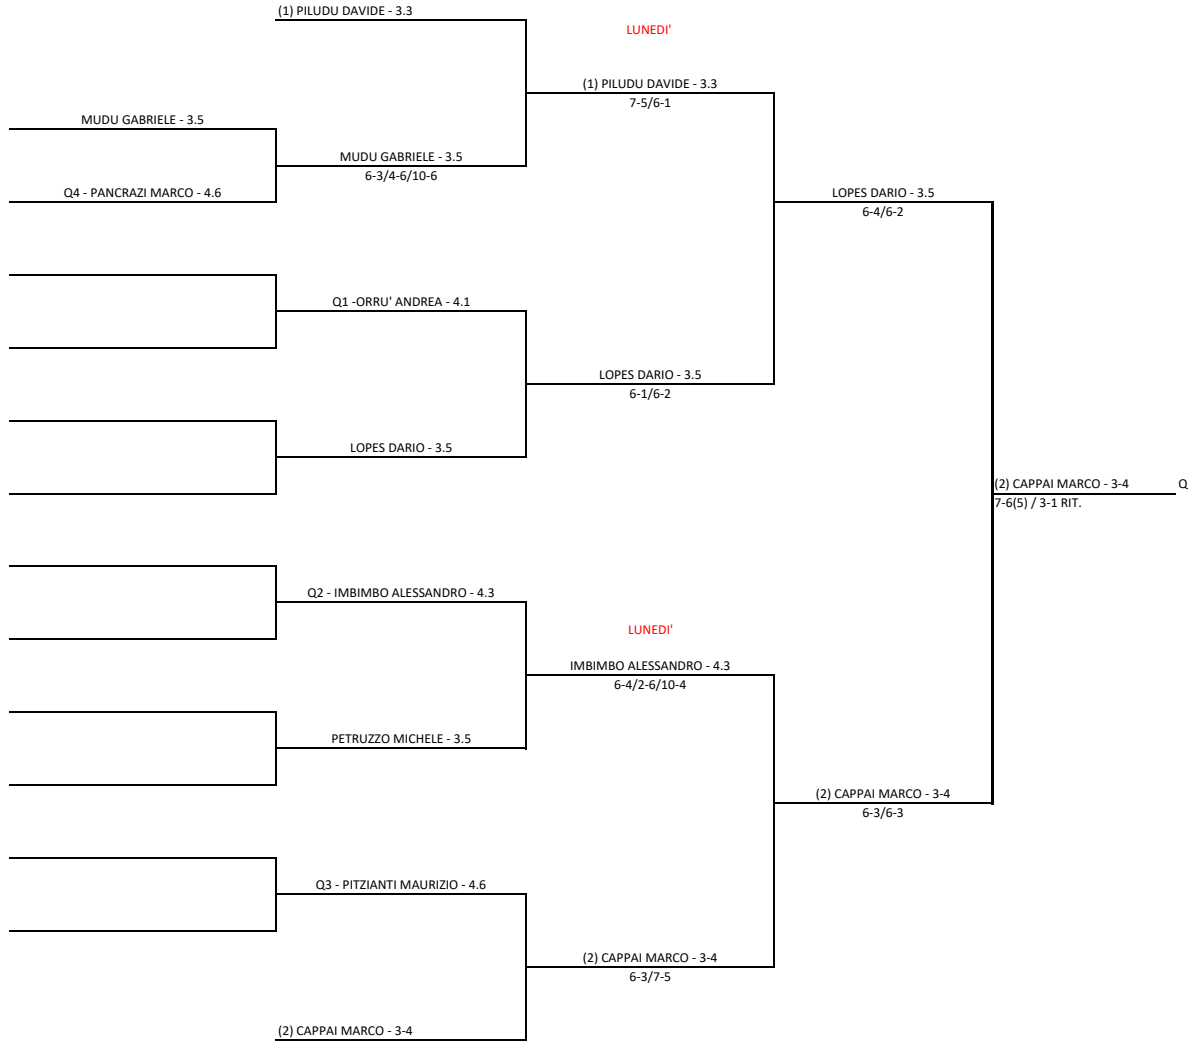 (1) PILUDU DAVIDE - 3.3
LUNEDI'
(1) PILUDU DAVIDE - 3.3
7-5/6-1
MUDU GABRIELE - 3.5
MUDU GABRIELE - 3.5
6-3/4-6/10-6
Q4 - PANCRAZI MARCO - 4.6
LOPES DARIO - 3.5
6-4/6-2
Q1 -ORRU' ANDREA - 4.1
LOPES DARIO - 3.5
6-1/6-2
LOPES DARIO - 3.5
(2) CAPPAI MARCO - 3-4 Q
7-6(5) / 3-1 RIT.
Q2 - IMBIMBO ALESSANDRO - 4.3
LUNEDI'
IMBIMBO ALESSANDRO - 4.3
6-4/2-6/10-4
PETRUZZO MICHELE - 3.5
(2) CAPPAI MARCO - 3-4
6-3/6-3
Q3 - PITZIANTI MAURIZIO - 4.6
(2) CAPPAI MARCO - 3-4
6-3/7-5
(2) CAPPAI MARCO - 3-4